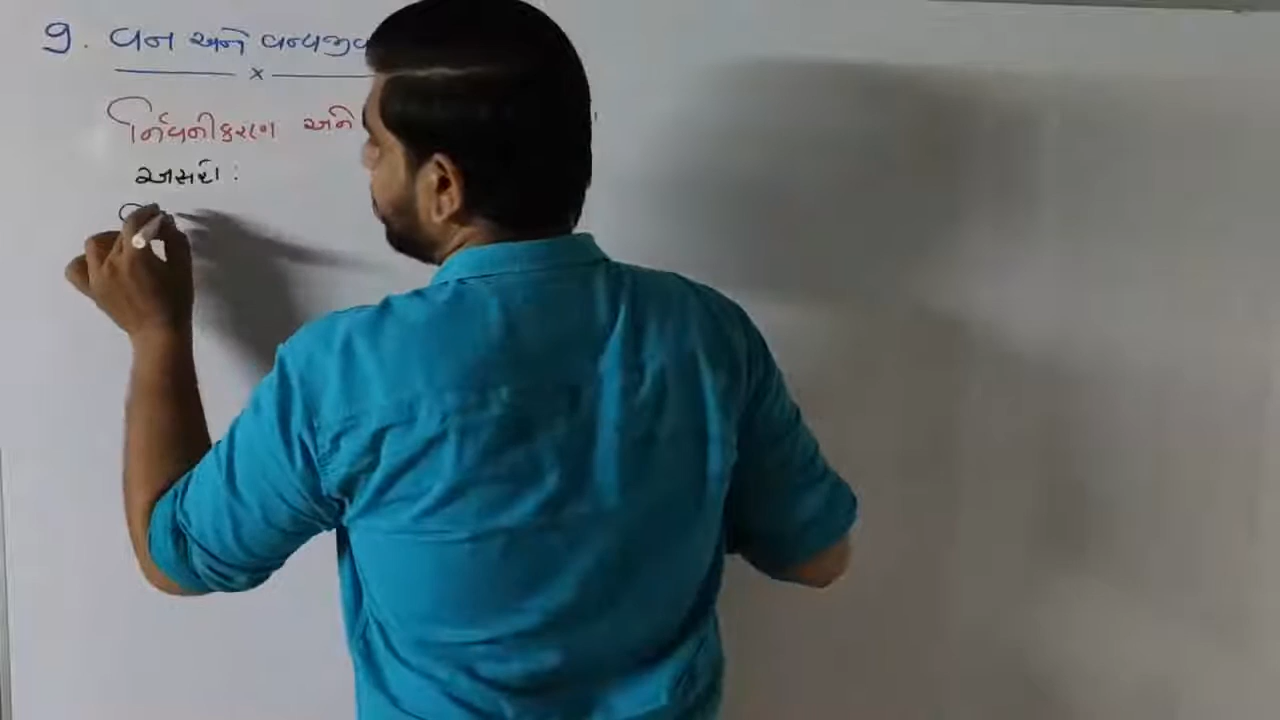 9. વન અને વન્યજીવ
નિર્વનીકરણ અને
અસરો :